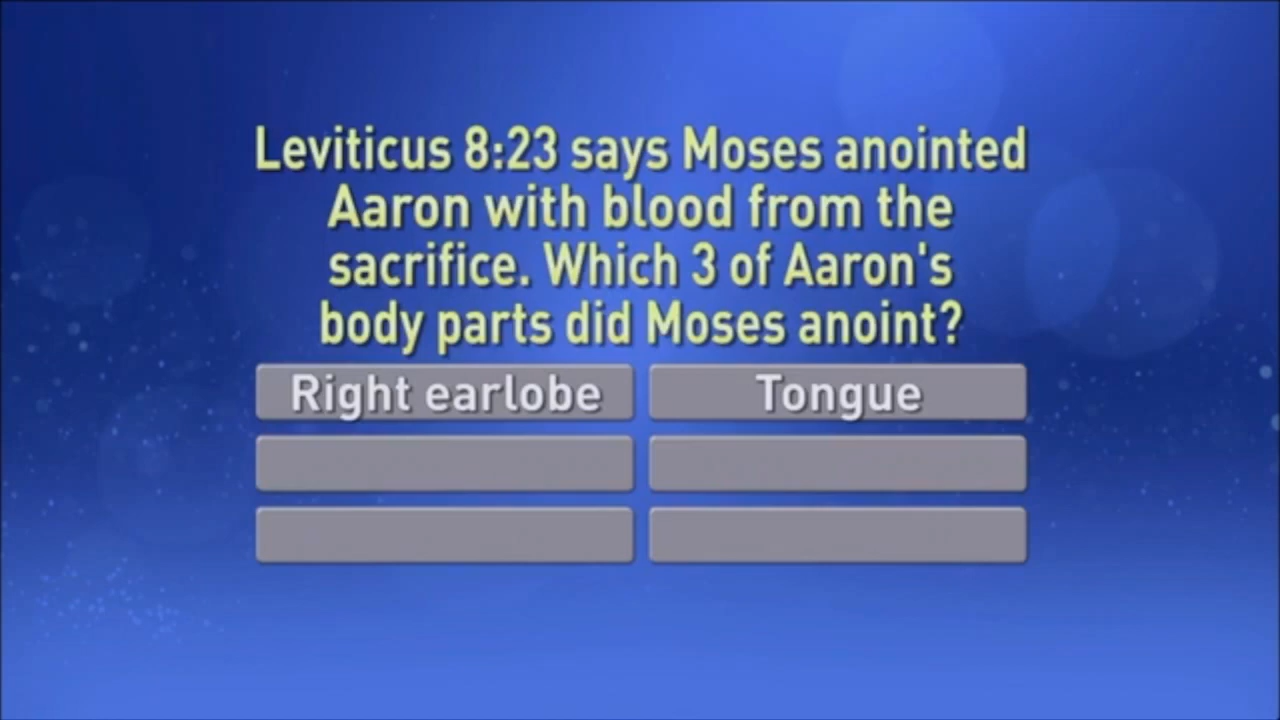 Leviticus 8:23 says Moses anointed
Aaron with blood from the
sacrifice. Which 3 of Aaron's
body parts did Moses anoint?
Right earlobe
Tongue